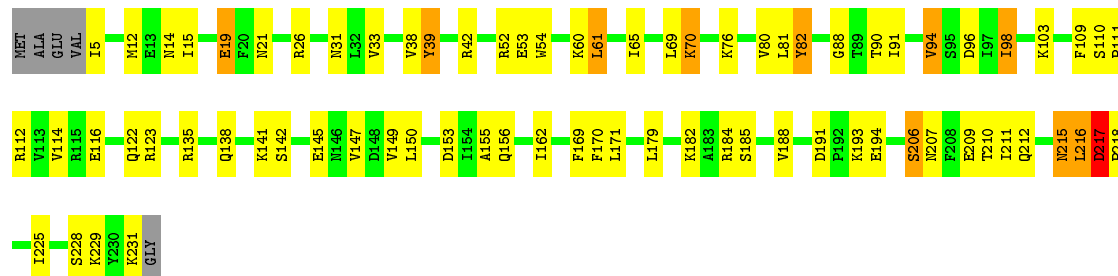 MET ALA GLU VAL I5 M12 E13 N14 I15 E19 F20 N21 R26 N31 L32 V33 V38 Y39 R42 R52 E53 W54 K60 L61 I65 L69 K70 K76 V80 L81 Y82 G88 T89 T90 I91 V94 S95 D96 I97 I98 K103 F109 S110 P111
R112 V113 V114 R115 E116 Q122 R123 R135 Q138 K141 S142 E145 N146 V147 D148 V149 L150 D153 I154 A155 Q156 I162 F169 F170 L171 L179 K182 A183 R184 S185 V188 D191 P192 K193 E194 S206 N207 F208 E209 T210 I211 Q212 N215 L216 D217 P218
I225 S228 K229 Y230 K231 GLY